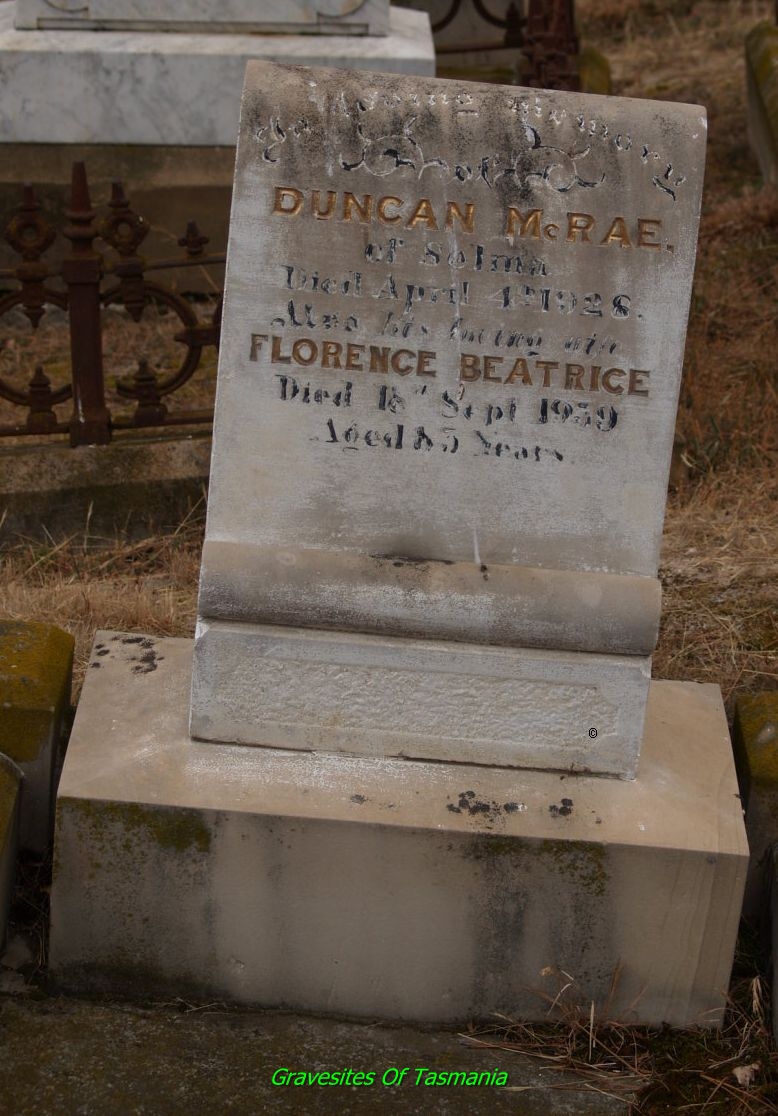 In loving Memory
of
DUNCAN McRAE.
of Selma
Died April 4th 1928.
Also his loving wife
FLORENCE BEATRICE
Died 18th Sept 1959
Aged 85 Years.
©
Gravesites Of Tasmania